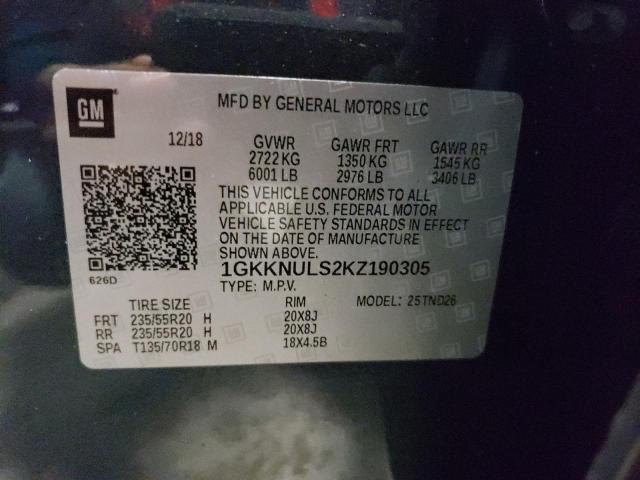 GM
MFD BY GENERAL MOTORS LLC
12/18 GVWR GAWR FRT GAWR RR
2722 KG 1350 KG 1545 KG
6001 LB 2976 LB 3406 LB
THIS VEHICLE CONFORMS TO ALL
APPLICABLE U.S. FEDERAL MOTOR
VEHICLE SAFETY STANDARDS IN EFFECT
ON THE DATE OF MANUFACTURE
SHOWN ABOVE.
1GKKNULS2KZ190305
626D
TYPE: M.P.V.
TIRE SIZE RIM MODEL: 25TND26
FRT 235/55R20 H 20X8J
RR 235/55R20 H 20X8J
SPA T135/70R18 M 18X4.5B